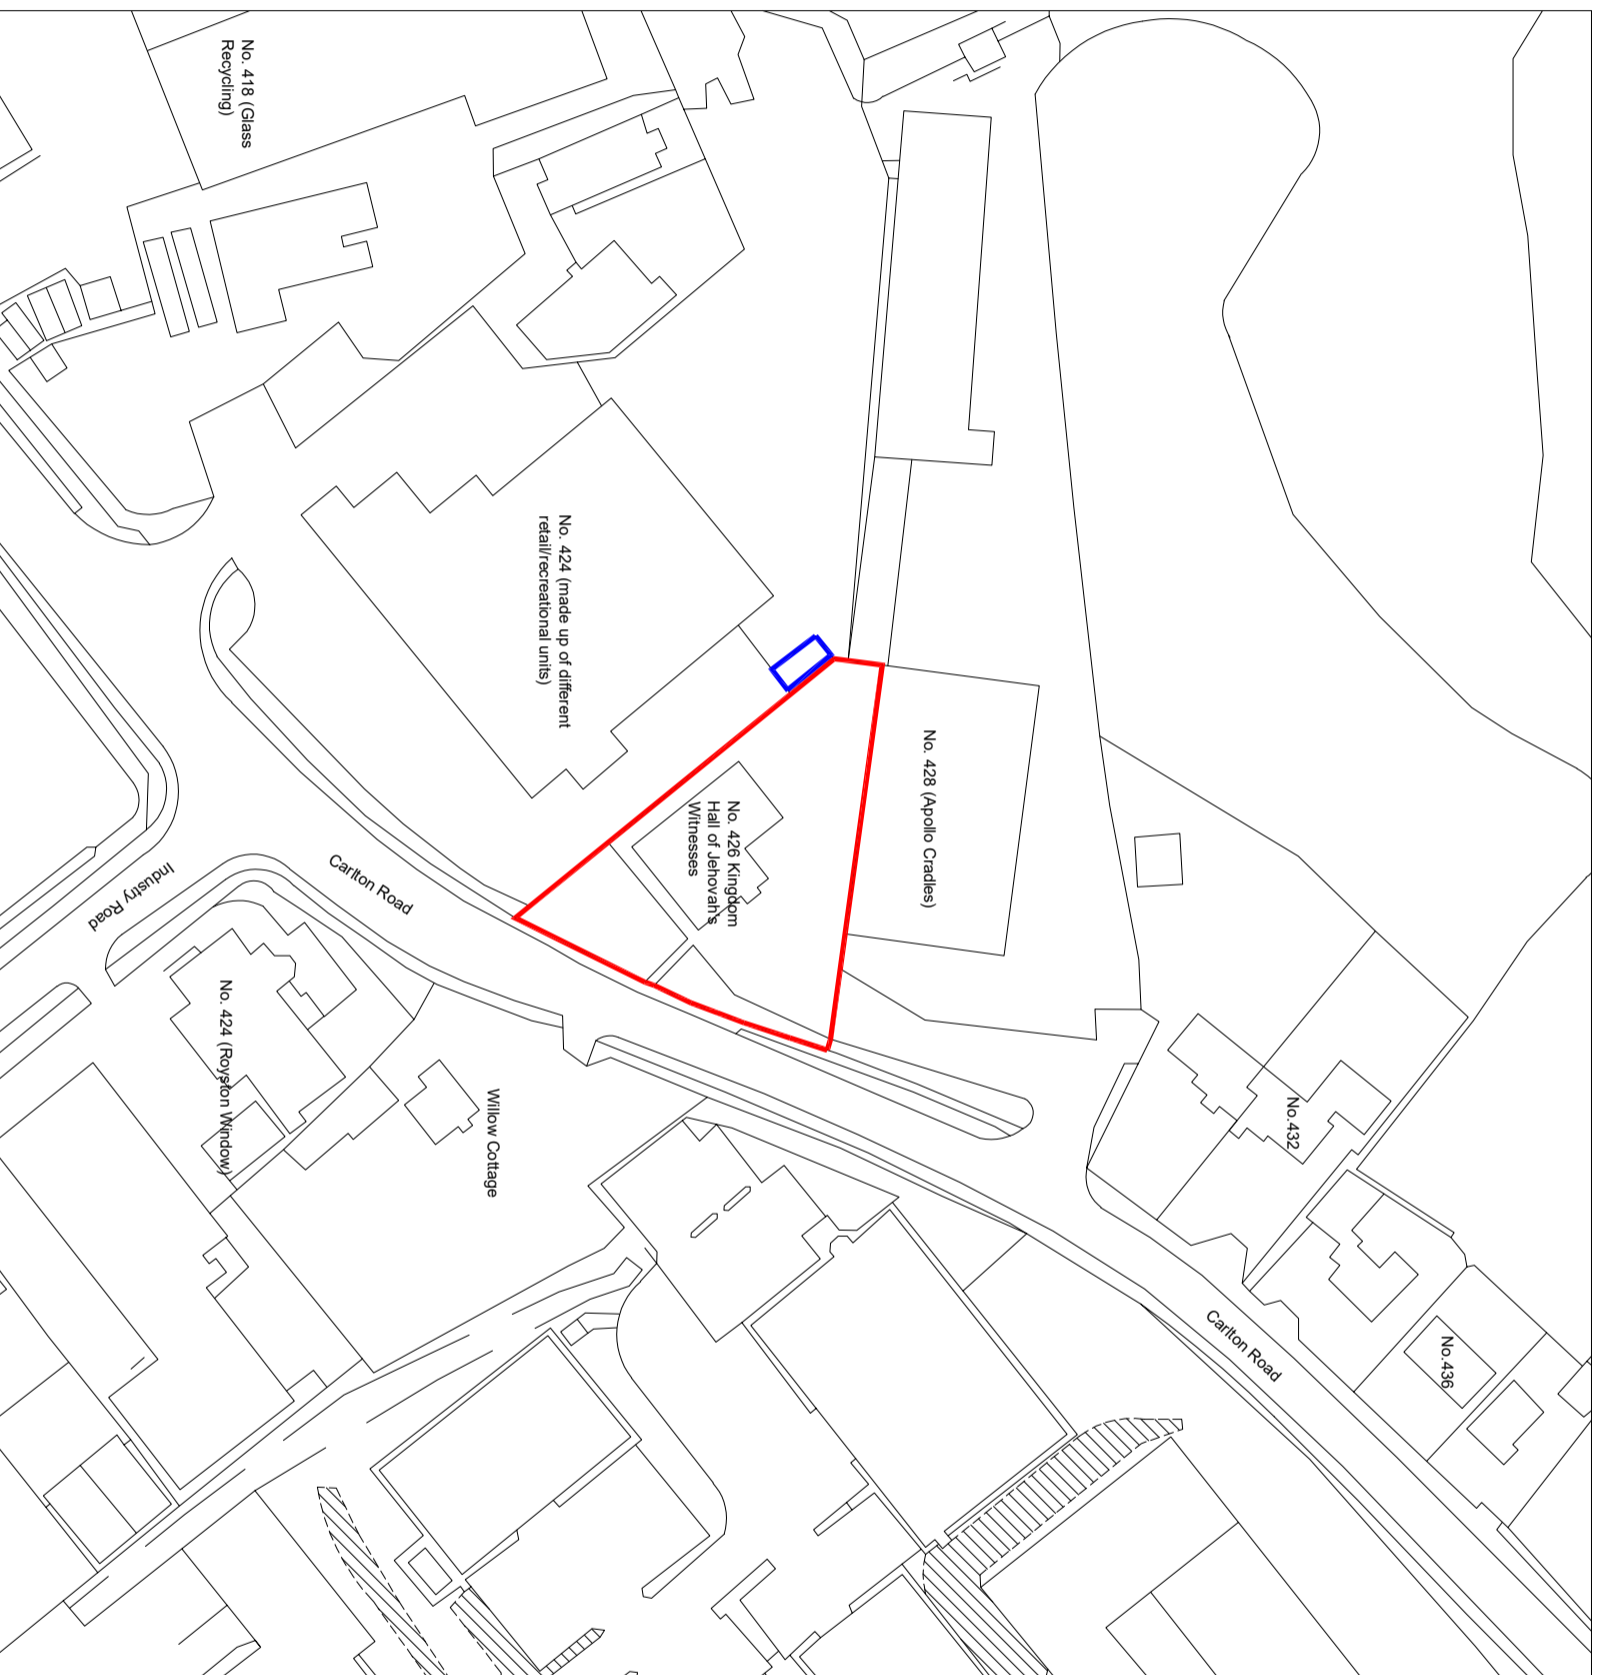 No. 418 (Glass
Recycling)
No. 424 (made up of different
retail/recreational units)
No. 428 (Apollo Cradles)
No. 426 Kingdom
Hall of Jehovah's
Witnesses
Carlton Road
Industry Road
No. 424 (Royston Window)
Willow Cottage
No.432
Carlton Road
No.436